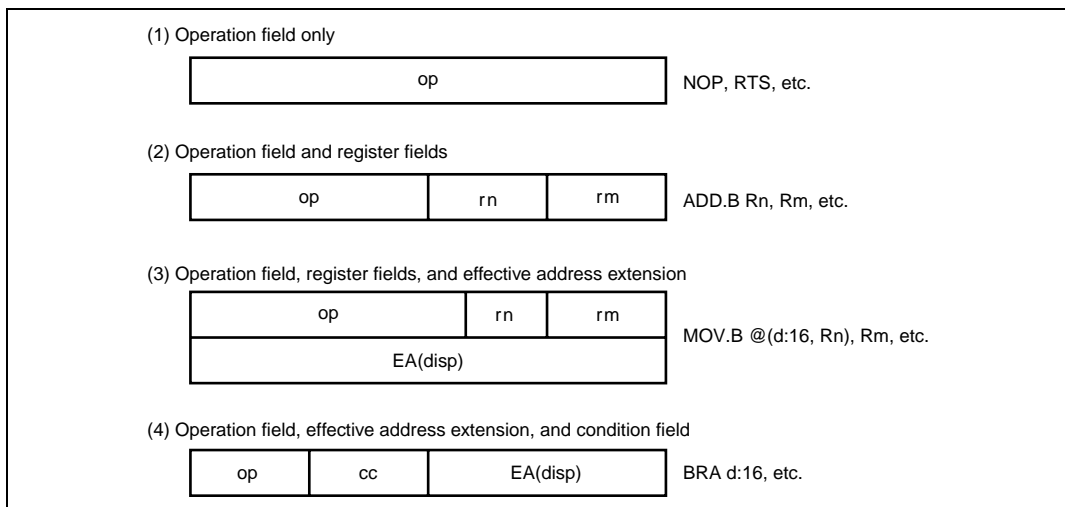 (1) Operation field only
op
NOP, RTS, etc.
(2) Operation field and register fields
op rn rm
ADD.B Rn, Rm, etc.
(3) Operation field, register fields, and effective address extension
op rn rm
MOV.B @(d:16, Rn), Rm, etc.
EA(disp)
(4) Operation field, effective address extension, and condition field
op cc EA(disp)
BRA d:16, etc.